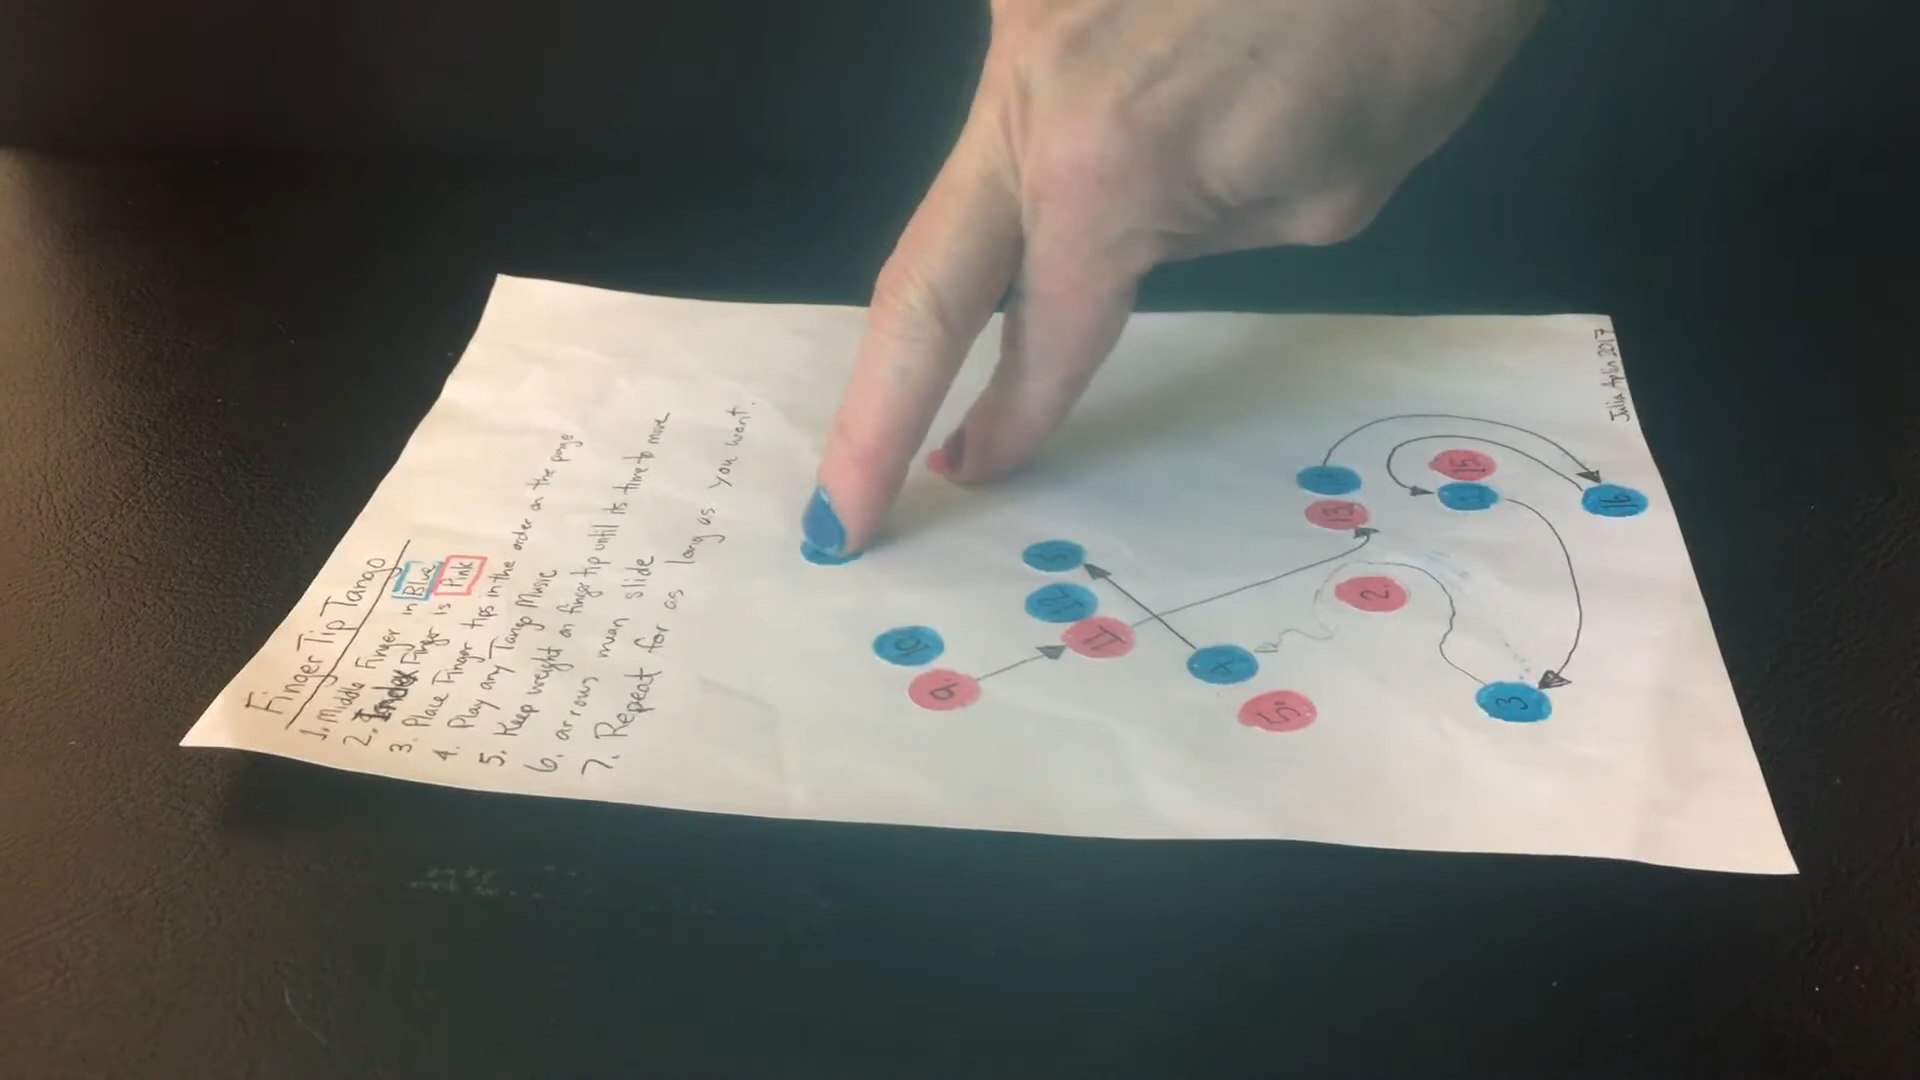 Finger Tip Tango
1. Middle Finger in Blue
2. Index Finger is Pink
3. Place Finger tips in the order on the page
4. Play any Tango Music
5. Keep weight on finger tip until its time to move
6. arrows mean slide
7. Repeat for as long as you want.
10
9
12
11
4
5
13
2
15
1
3
16
Julia Aplin 2017